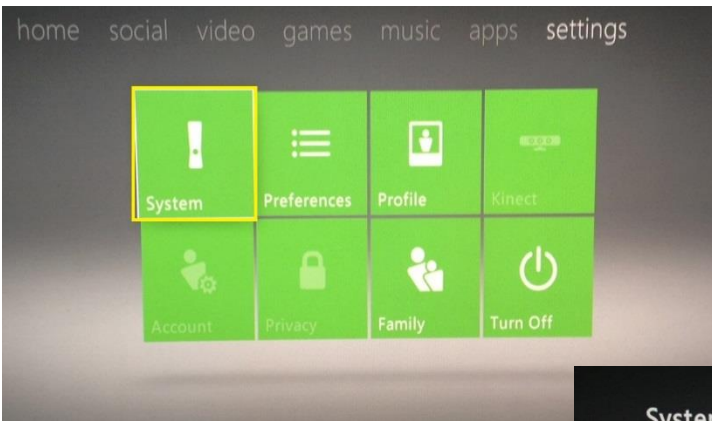 home social video games music apps settings
System Preferences Profile Kinect
Account Privacy Family Turn Off